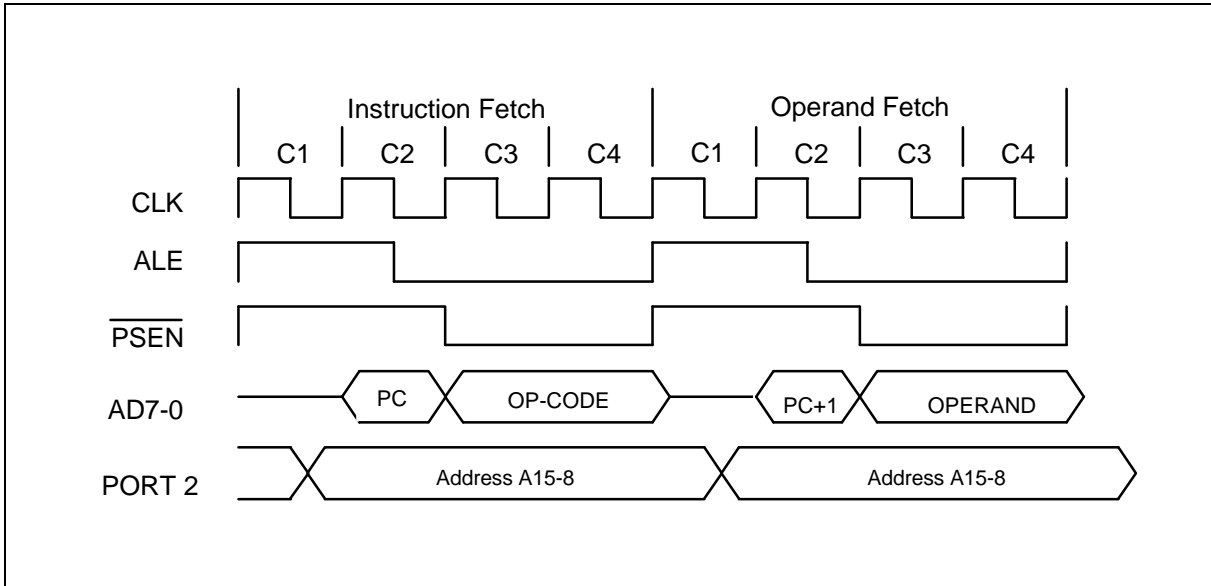 Instruction Fetch Operand Fetch
C1 C2 C3 C4 C1 C2 C3 C4
CLK
ALE
PSEN
AD7-0 PC OP-CODE PC+1 OPERAND
PORT 2 Address A15-8 Address A15-8